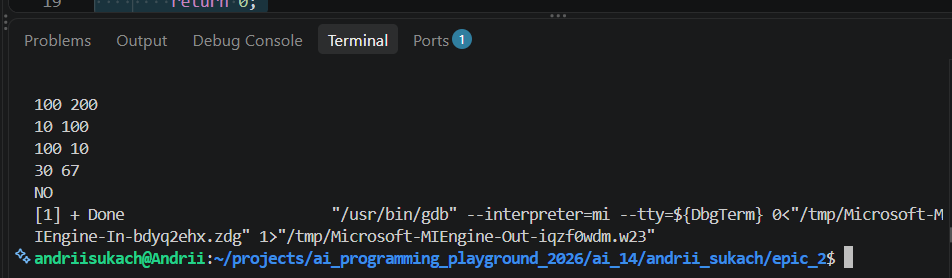 19 return 0;
Problems Output Debug Console Terminal Ports 1
100 200
10 100
100 10
30 67
NO
[1] + Done "/usr/bin/gdb" --interpreter=mi --tty=${DbgTerm} 0<"/tmp/Microsoft-M
IEngine-In-bdyq2ehx.zdg" 1>"/tmp/Microsoft-MIEngine-Out-iqzf0wdm.w23"
andriisukach@Andrii:~/projects/ai_programming_playground_2026/ai_14/andrii_sukach/epic_2$